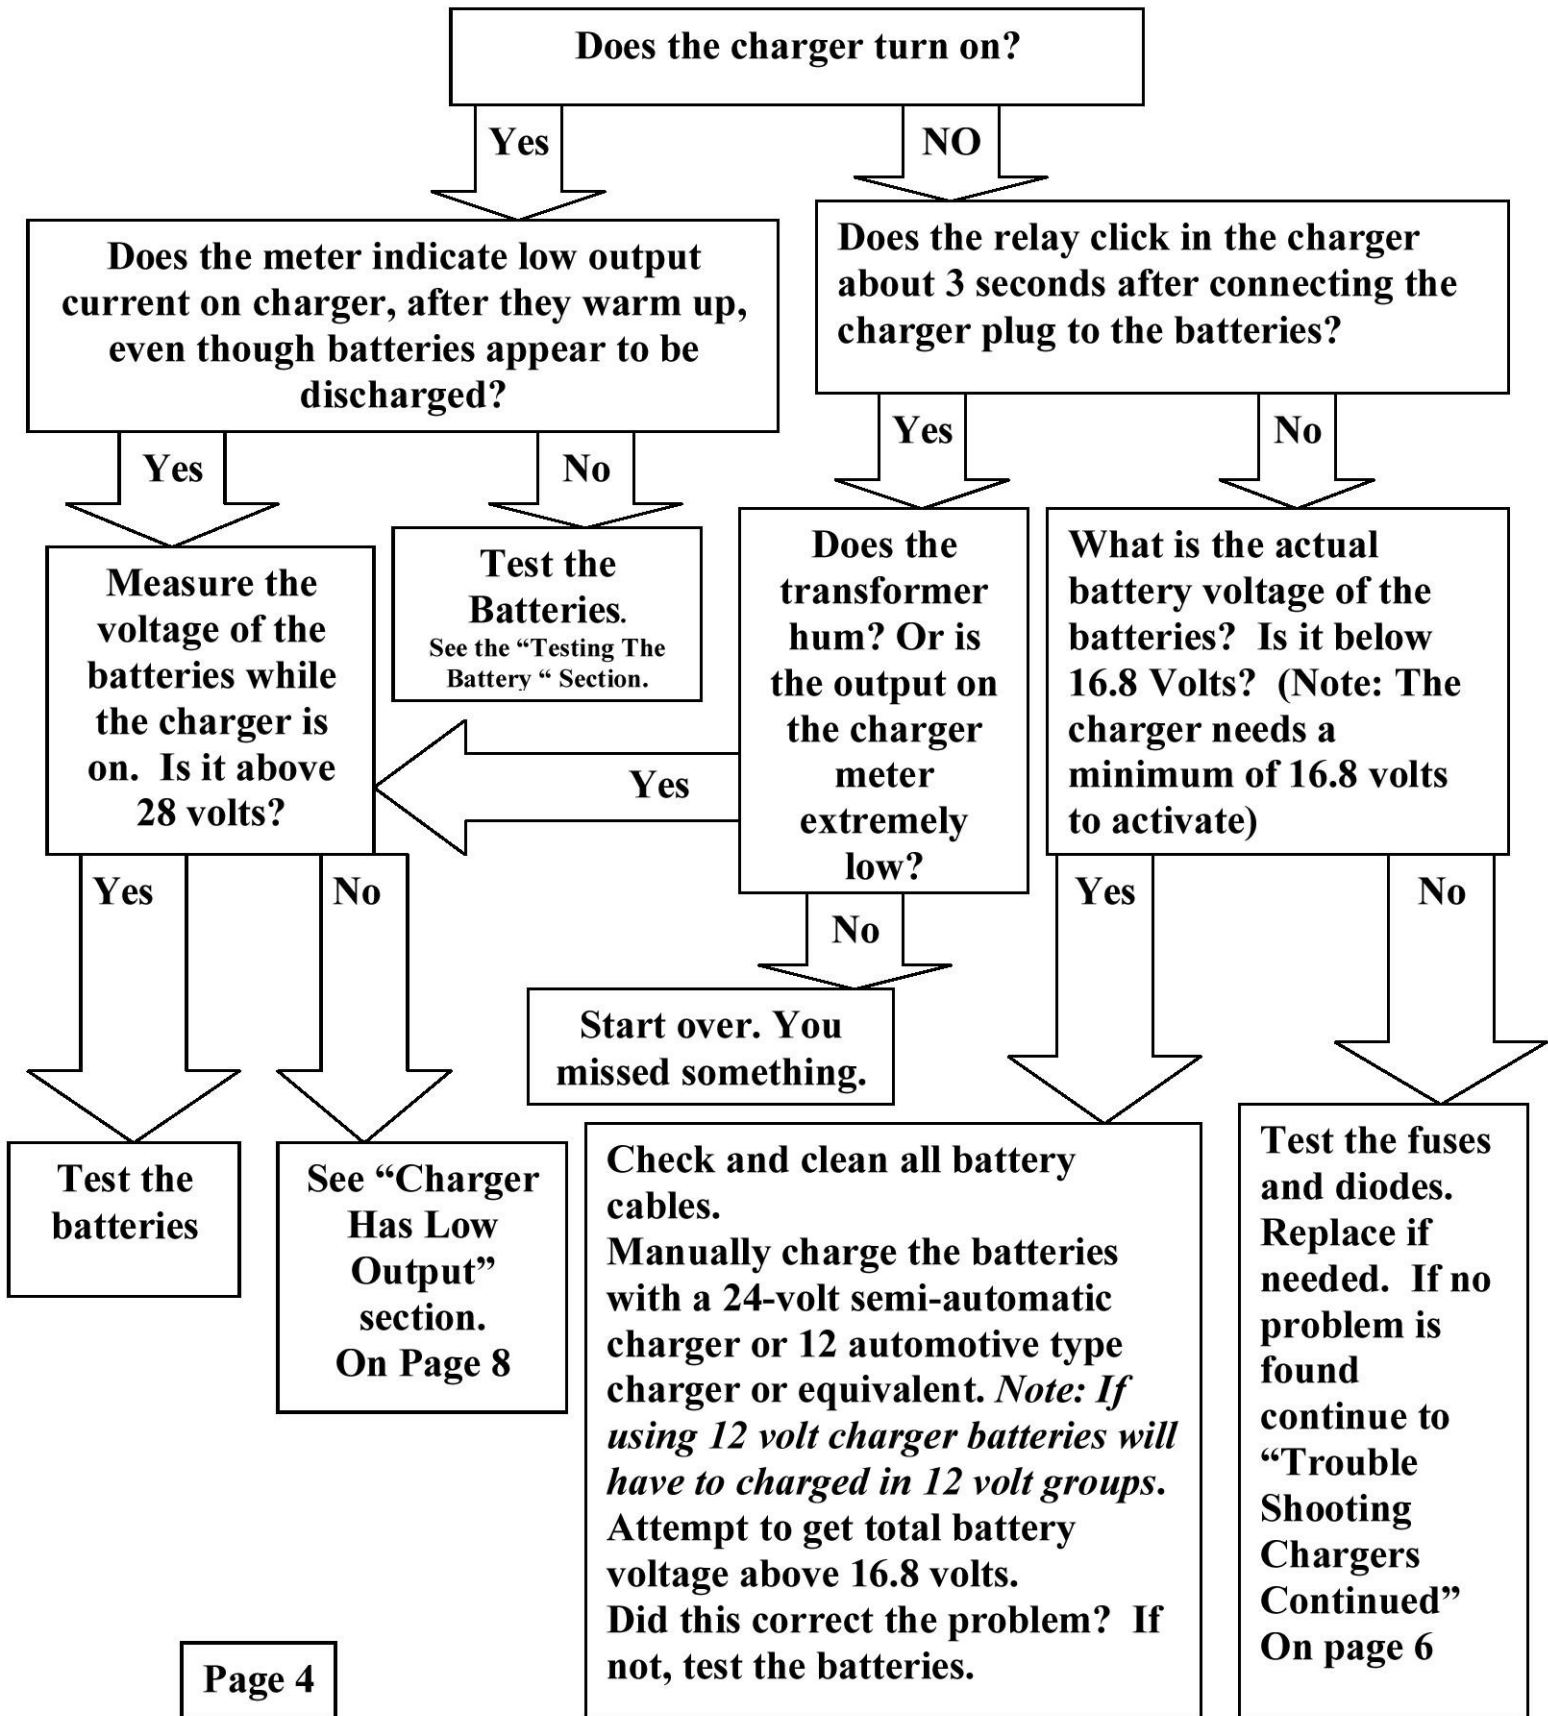 Does the charger turn on?
Yes
NO
Does the meter indicate low output
current on charger, after they warm up,
even though batteries appear to be
discharged?
Does the relay click in the charger
about 3 seconds after connecting the
charger plug to the batteries?
Yes
No
Yes
No
Measure the
voltage of the
batteries while
the charger is
on.  Is it above
28 volts?
Test the
Batteries.
See the “Testing The
Battery “ Section.
Does the
transformer
hum? Or is
the output on
the charger
meter
extremely
low?
What is the actual
battery voltage of the
batteries?  Is it below
16.8 Volts?  (Note: The
charger needs a
minimum of 16.8 volts
to activate)
Yes
Yes
No
No
Yes
No
Start over. You
missed something.
Test the
batteries
See “Charger
Has Low
Output”
section.
On Page 8
Check and clean all battery
cables.
Manually charge the batteries
with a 24-volt semi-automatic
charger or 12 automotive type
charger or equivalent. Note: If
using 12 volt charger batteries will
have to charged in 12 volt groups.
Attempt to get total battery
voltage above 16.8 volts.
Did this correct the problem?  If
not, test the batteries.
Test the fuses
and diodes.
Replace if
needed.  If no
problem is
found
continue to
“Trouble
Shooting
Chargers
Continued”
On page 6
Page 4